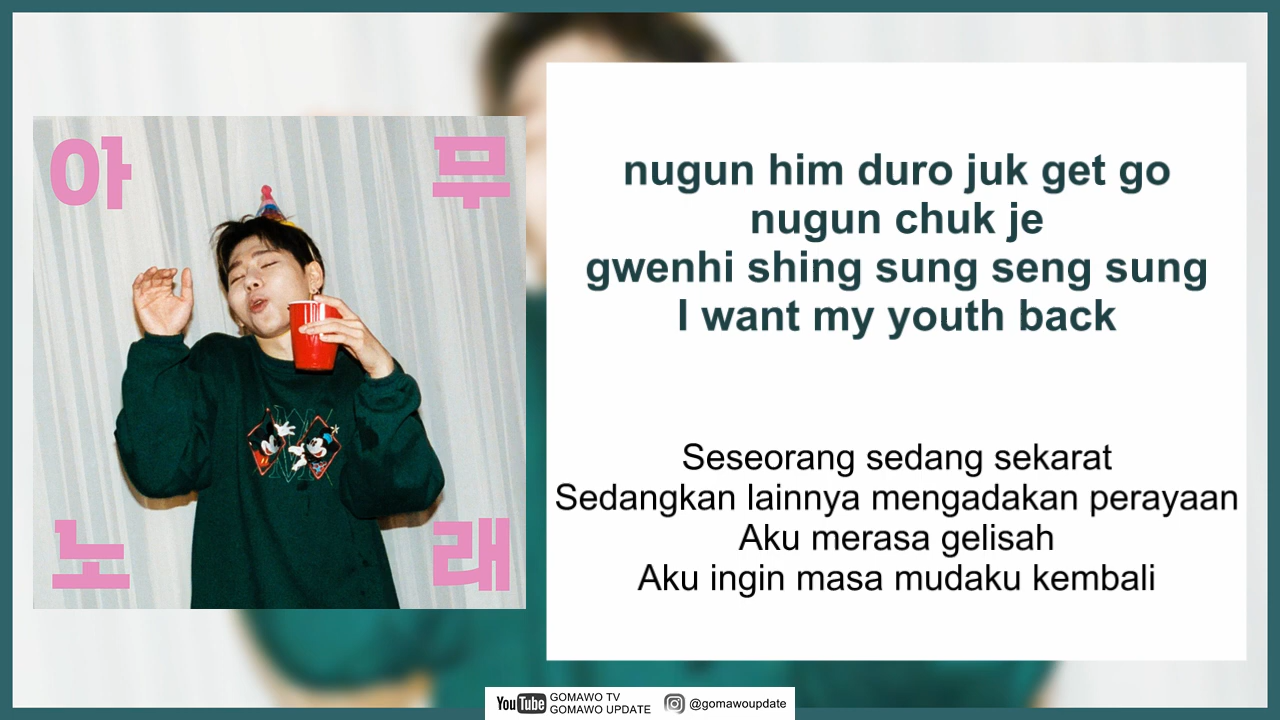 아 무
노 래
nugun him duro juk get go
nugun chuk je
gwenhi shing sung seng sung
I want my youth back
Seseorang sedang sekarat
Sedangkan lainnya mengadakan perayaan
Aku merasa gelisah
Aku ingin masa mudaku kembali
YouTube GOMAWO TV
GOMAWO UPDATE
@gomawoupdate